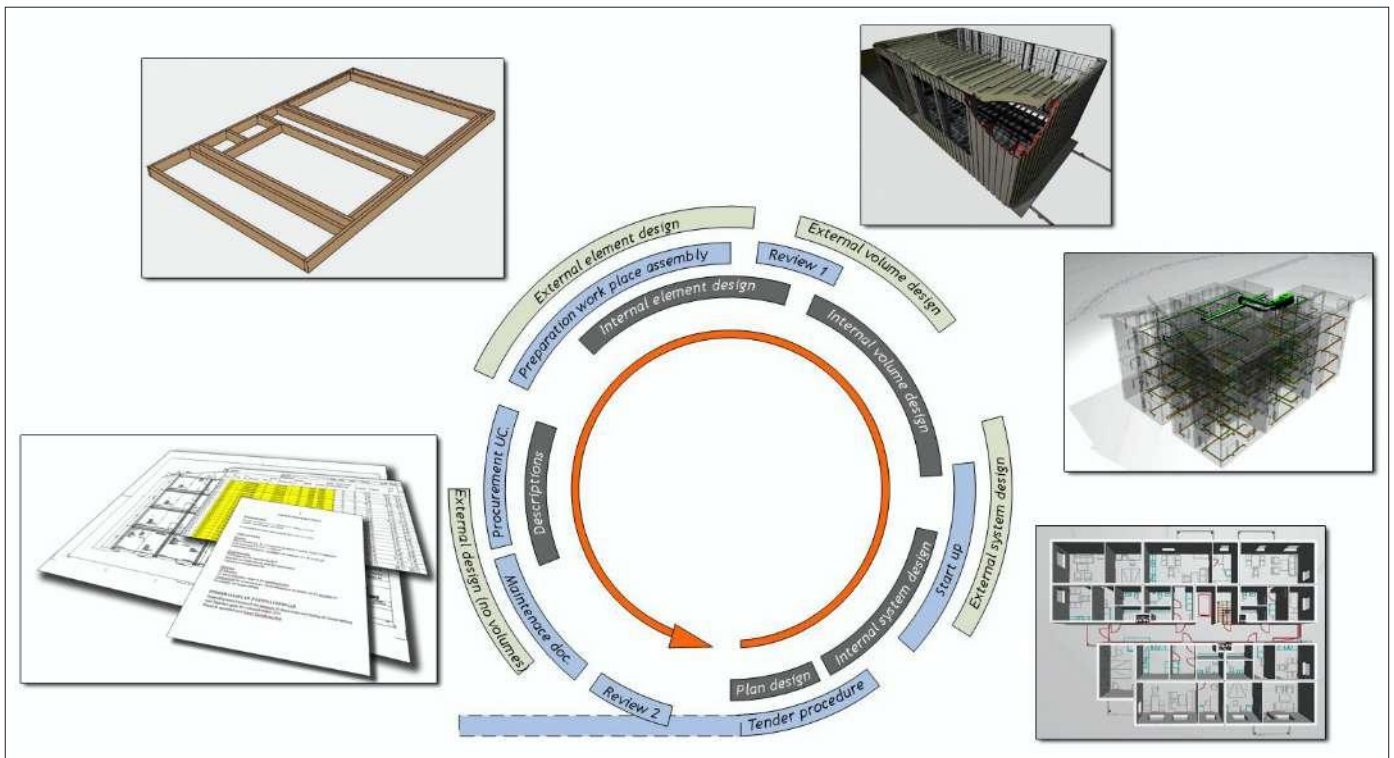 External element design
Preparation work place assembly
Internal element design
Review 1
External volume design
Internal volume design
External system design
Start up
Internal system design
Plan design
Tender procedure
Review 2
Maintenace doc.
External design (no volumes)
Procurement UC.
Descriptions